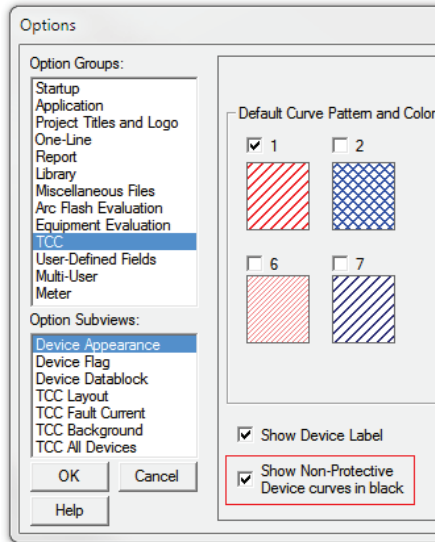 Options
Option Groups:
Startup
Application
Project Titles and Logo
One-Line
Report
Library
Miscellaneous Files
Arc Flash Evaluation
Equipment Evaluation
TCC
User-Defined Fields
Multi-User
Meter
Option Subviews:
Device Appearance
Device Flag
Device Datablock
TCC Layout
TCC Fault Current
TCC Background
TCC All Devices
OK Cancel
Help
Default Curve Pattern and Color
1 2
6 7
Show Device Label
Show Non-Protective
Device curves in black